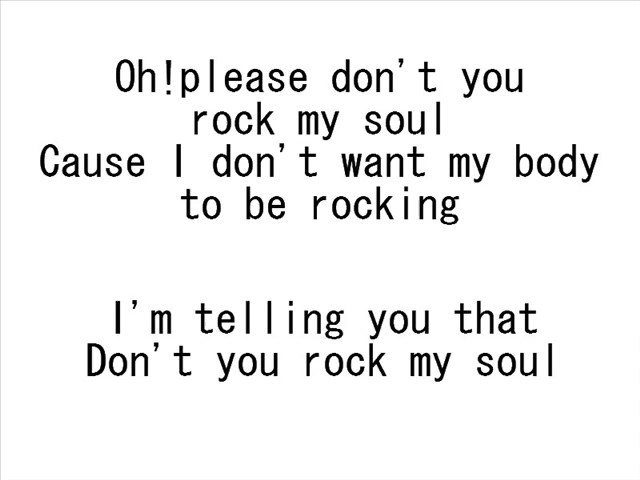 Oh!please don't you
rock my soul
Cause I don't want my body
to be rocking
I'm telling you that
Don't you rock my soul